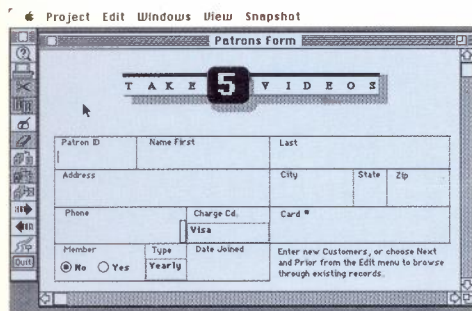 Project Edit Windows View Snapshot
Patrons Form
TAKE 5 VIDEOS
Patron ID Name First Last
Address City State Zip
Phone Charge Cd. Card #
Visa
Member Type Date Joined
No Yes Yearly
Enter new Customers, or choose Next
and Prior from the Edit menu to browse
through existing records.
Quit